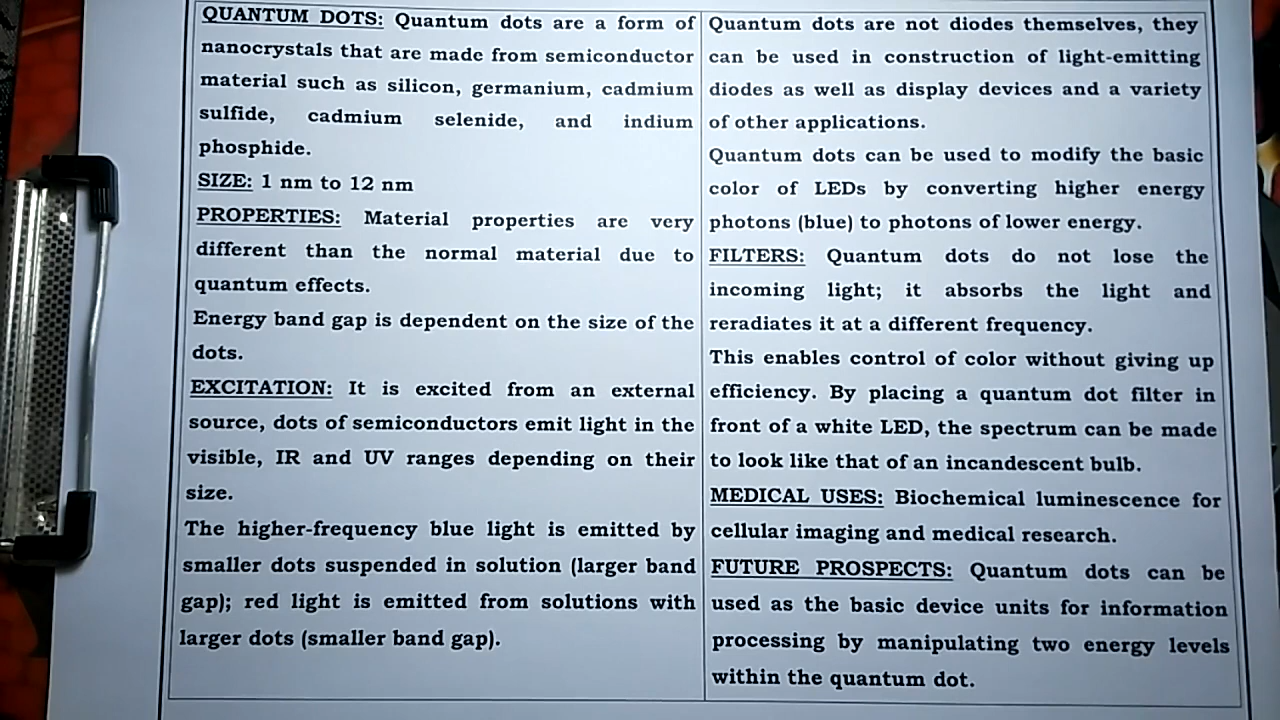 QUANTUM DOTS: Quantum dots are a form of
nanocrystals that are made from semiconductor
material such as silicon, germanium, cadmium
sulfide, cadmium selenide, and indium
phosphide.
SIZE: 1 nm to 12 nm
PROPERTIES: Material properties are very
different than the normal material due to
quantum effects.
Energy band gap is dependent on the size of the
dots.
EXCITATION: It is excited from an external
source, dots of semiconductors emit light in the
visible, IR and UV ranges depending on their
size.
The higher-frequency blue light is emitted by
smaller dots suspended in solution (larger band
gap); red light is emitted from solutions with
larger dots (smaller band gap).
Quantum dots are not diodes themselves, they
can be used in construction of light-emitting
diodes as well as display devices and a variety
of other applications.
Quantum dots can be used to modify the basic
color of LEDs by converting higher energy
photons (blue) to photons of lower energy.
FILTERS: Quantum dots do not lose the
incoming light; it absorbs the light and
reradiates it at a different frequency.
This enables control of color without giving up
efficiency. By placing a quantum dot filter in
front of a white LED, the spectrum can be made
to look like that of an incandescent bulb.
MEDICAL USES: Biochemical luminescence for
cellular imaging and medical research.
FUTURE PROSPECTS: Quantum dots can be
used as the basic device units for information
processing by manipulating two energy levels
within the quantum dot.